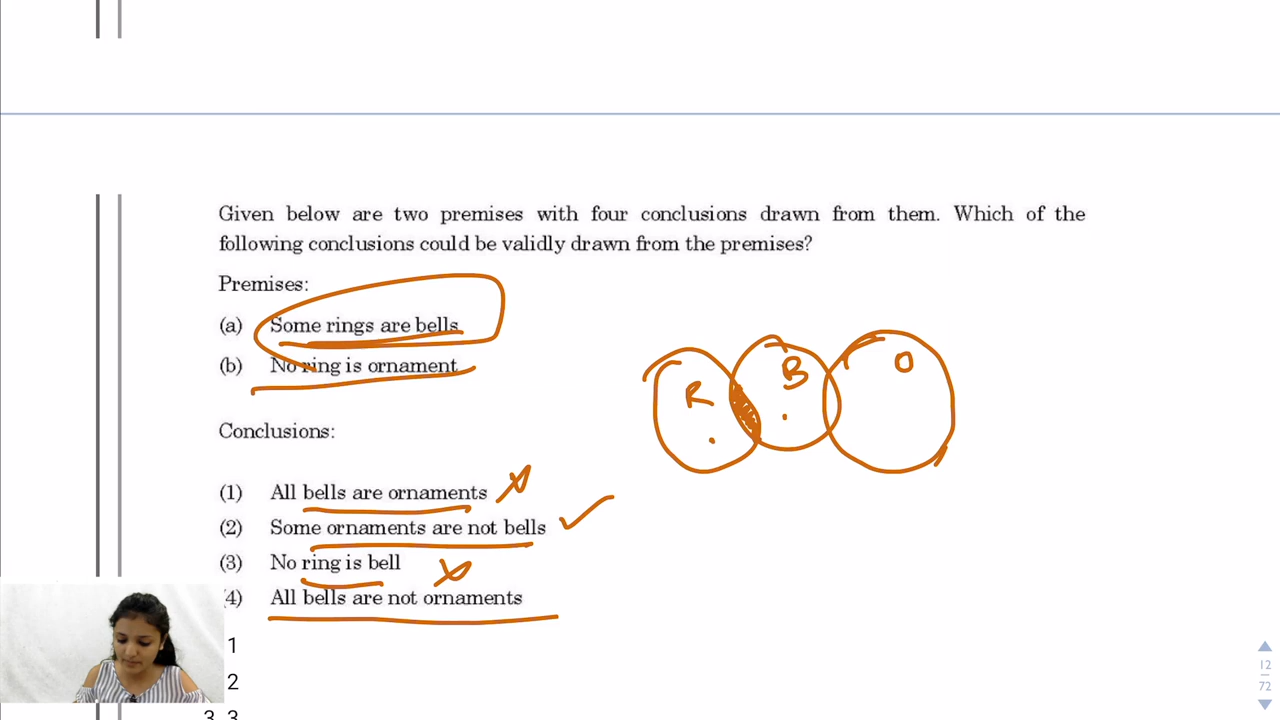 Given below are two premises with four conclusions drawn from them. Which of the
following conclusions could be validly drawn from the premises?
Premises:
(a) Some rings are bells
(b) No ring is ornament
R B O
Conclusions:
(1) All bells are ornaments
(2) Some ornaments are not bells
(3) No ring is bell
4) All bells are not ornaments
1
2
3 3
12
72